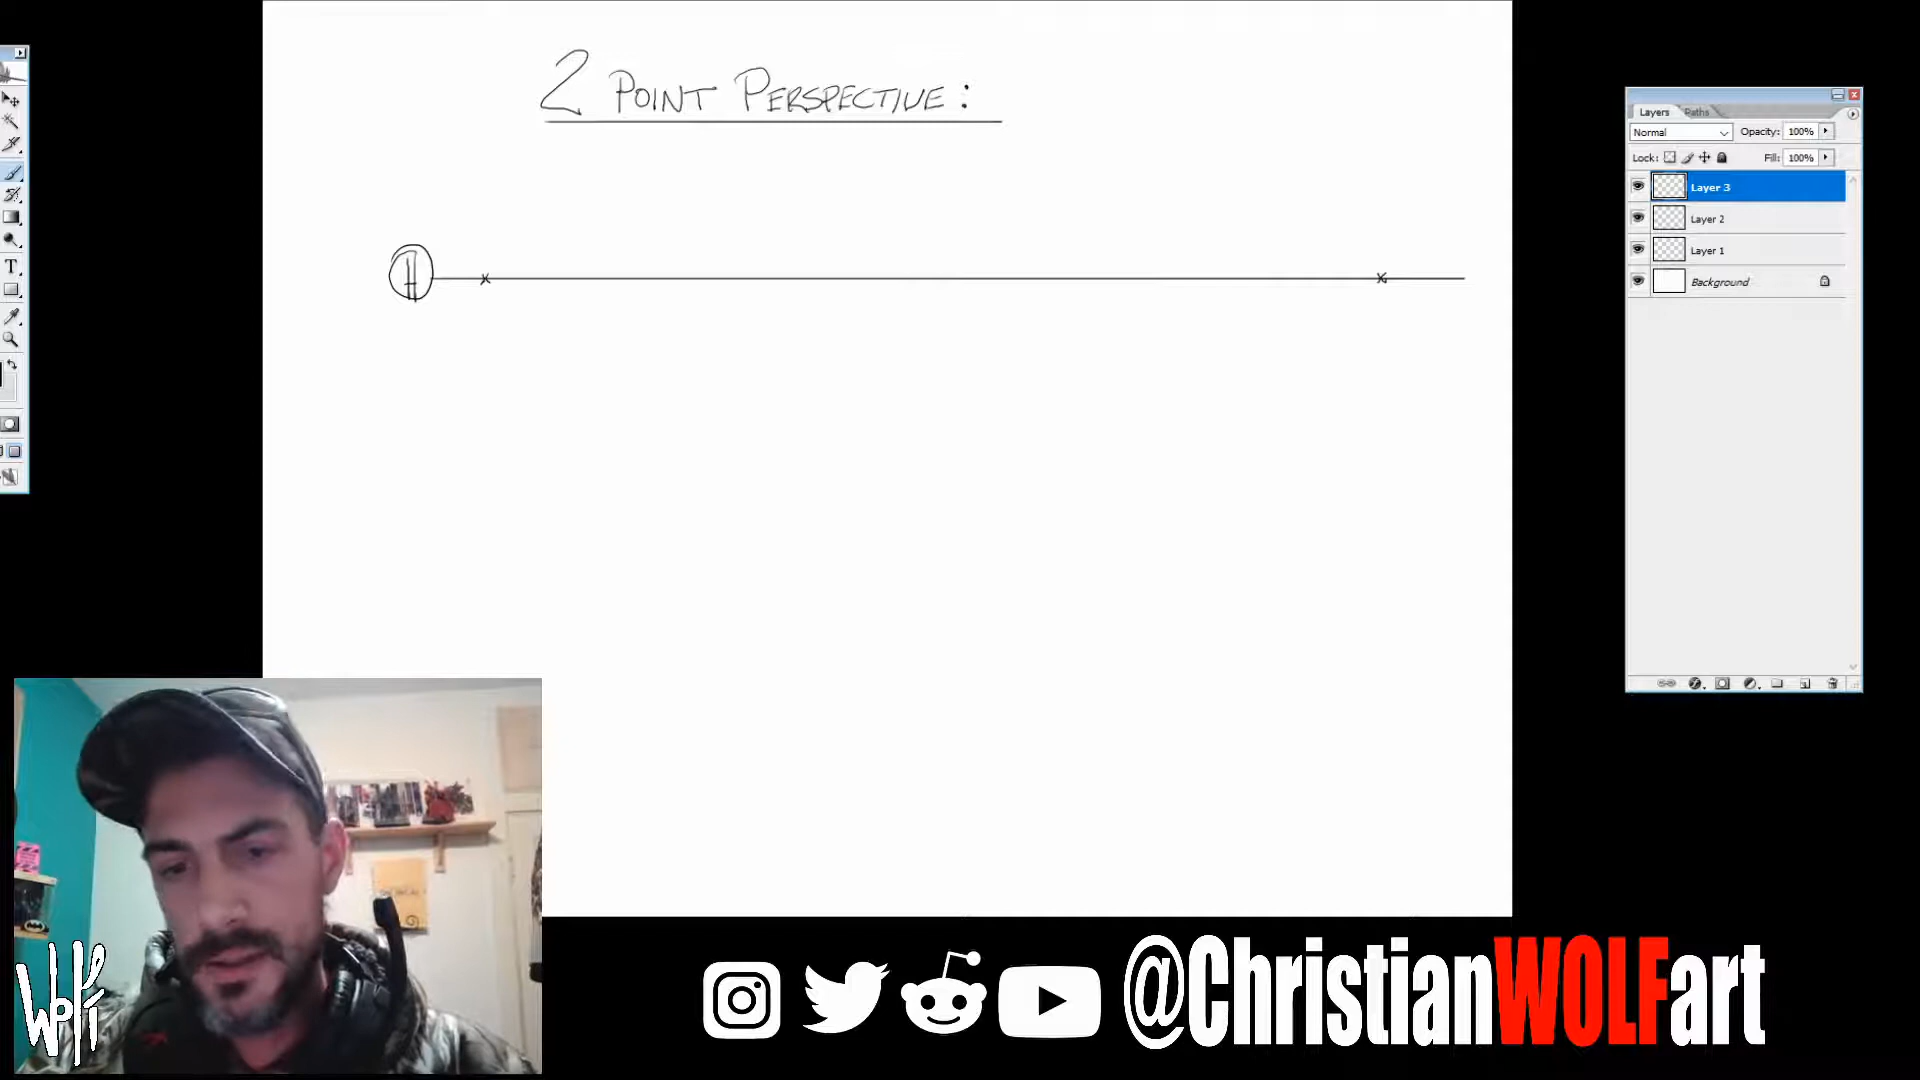 2 POINT PERSPECTIVE:
H
x
x
Layers Paths
Normal Opacity: 100%
Lock: Fill: 100%
Layer 3
Layer 2
Layer 1
Background
T
@ChristianWOLFart